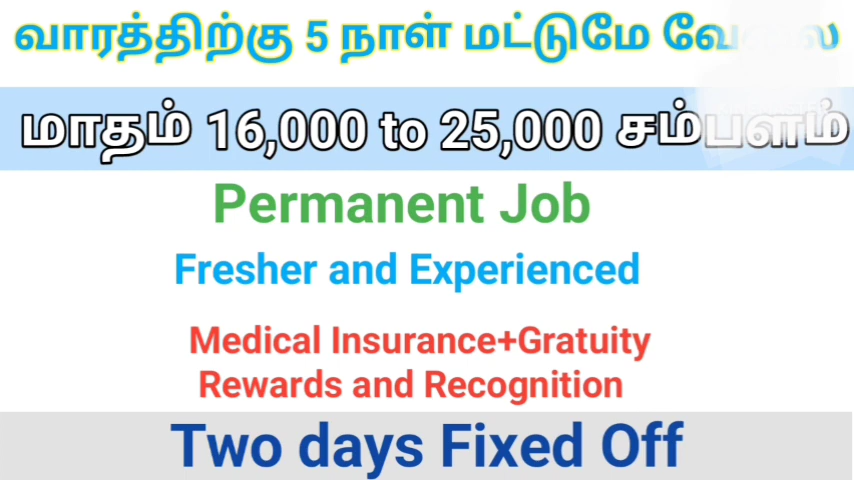 வாரத்திற்கு 5 நாள் மட்டுமே வேலை
மாதம் 16,000 to 25,000 சம்பளம்
Permanent Job
Fresher and Experienced
Medical Insurance+Gratuity
Rewards and Recognition
Two days Fixed Off